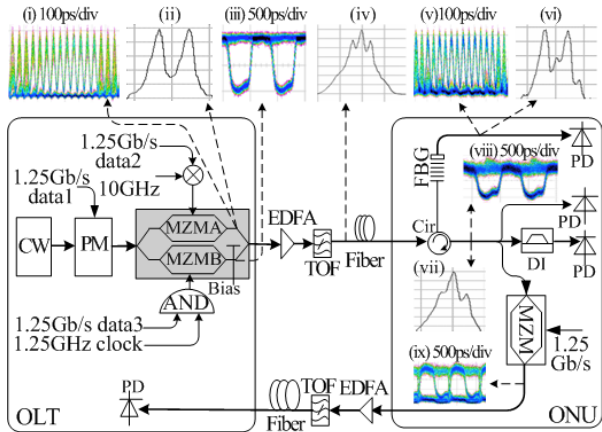 (i) 100ps/div
(ii)
(iii) 500ps/div
(iv)
(v)100ps/div
(vi)
1.25Gb/s
data2
1.25Gb/s
data1
10GHz
CW
PM
MZMA
MZMB
Bias
AND
1.25Gb/s data3
1.25GHz clock
EDFA
TOF
Fiber
FBG
Cir
(viii) 500ps/div
PD
PD
DI
PD
(vii)
MZM
1.25
Gb/s
(ix) 500ps/div
PD
Fiber
TOF
EDFA
OLT
ONU